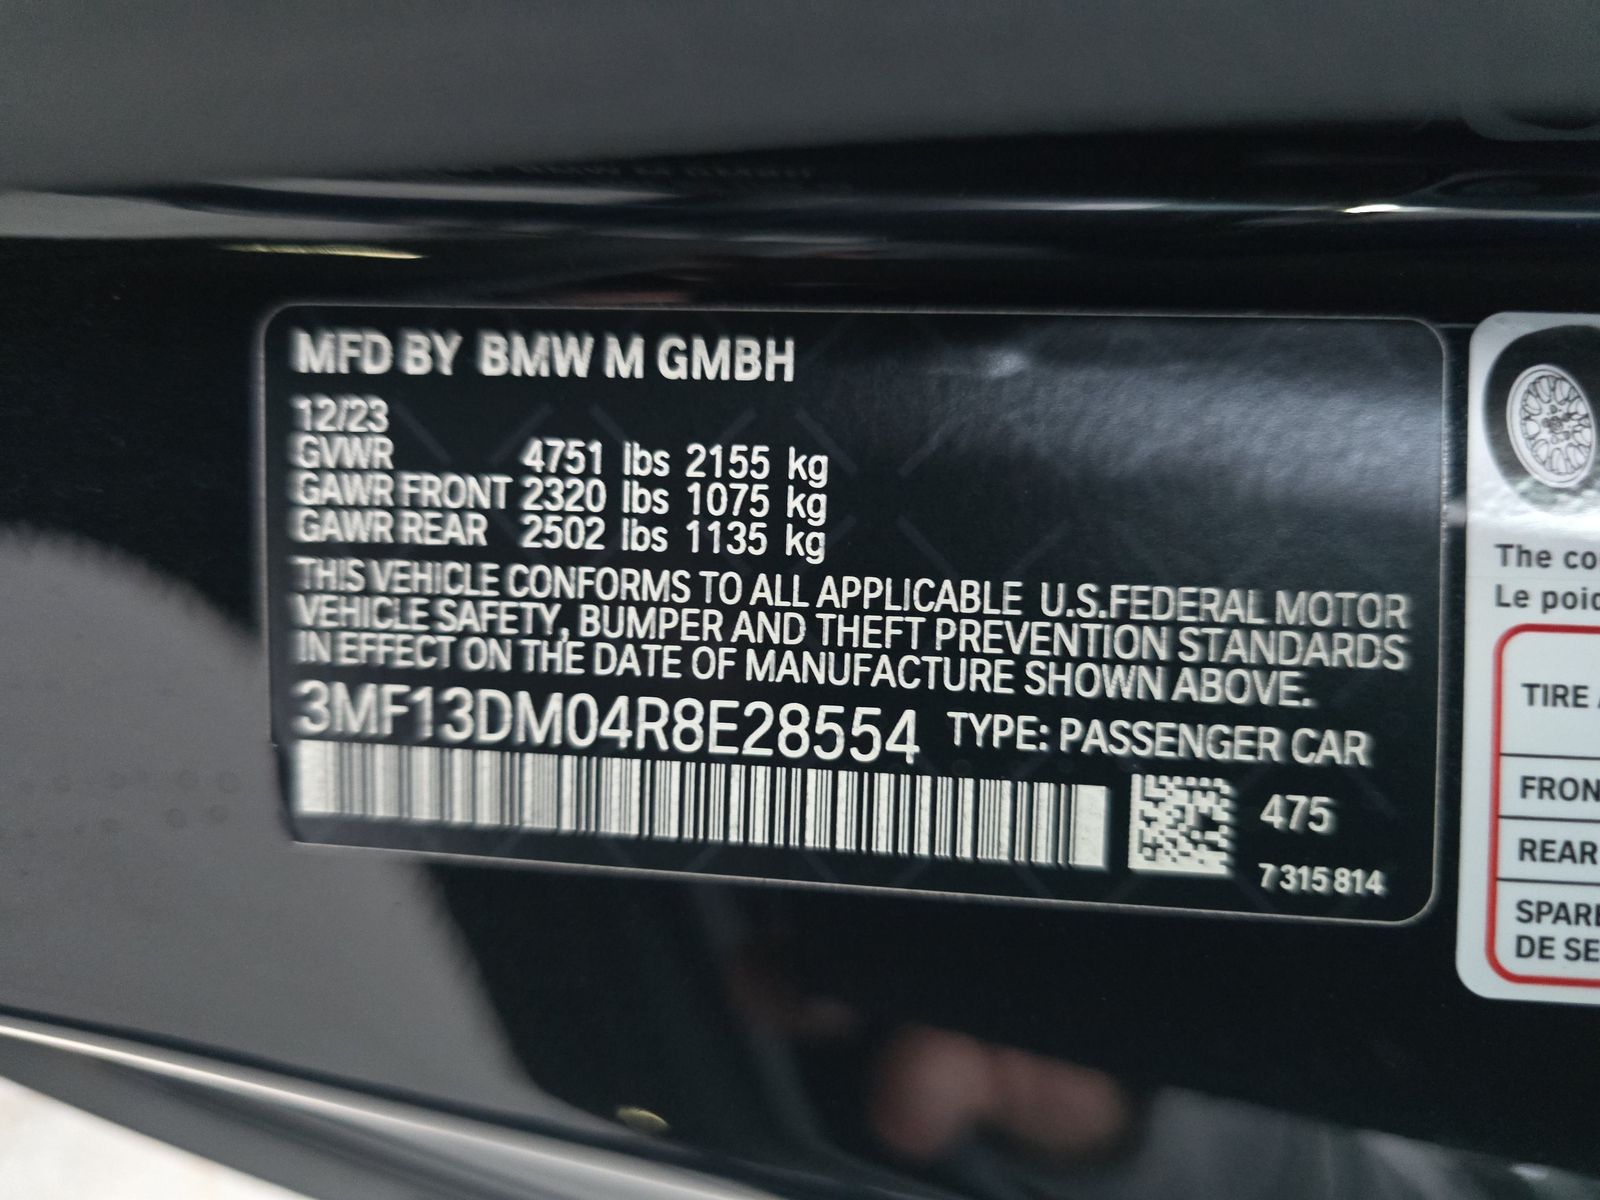 MFD BY BMW M GMBH
12/23
GVWR 4751 lbs 2155 kg
GAWR FRONT 2320 lbs 1075 kg
GAWR REAR 2502 lbs 1135 kg
THIS VEHICLE CONFORMS TO ALL APPLICABLE U.S.FEDERAL MOTOR
VEHICLE SAFETY, BUMPER AND THEFT PREVENTION STANDARDS
IN EFFECT ON THE DATE OF MANUFACTURE SHOWN ABOVE.
3MF13DM04R8E28554 TYPE: PASSENGER CAR
475
7 315 814
The co
Le poid
TIRE
FRON
REAR
SPARE
DE SE